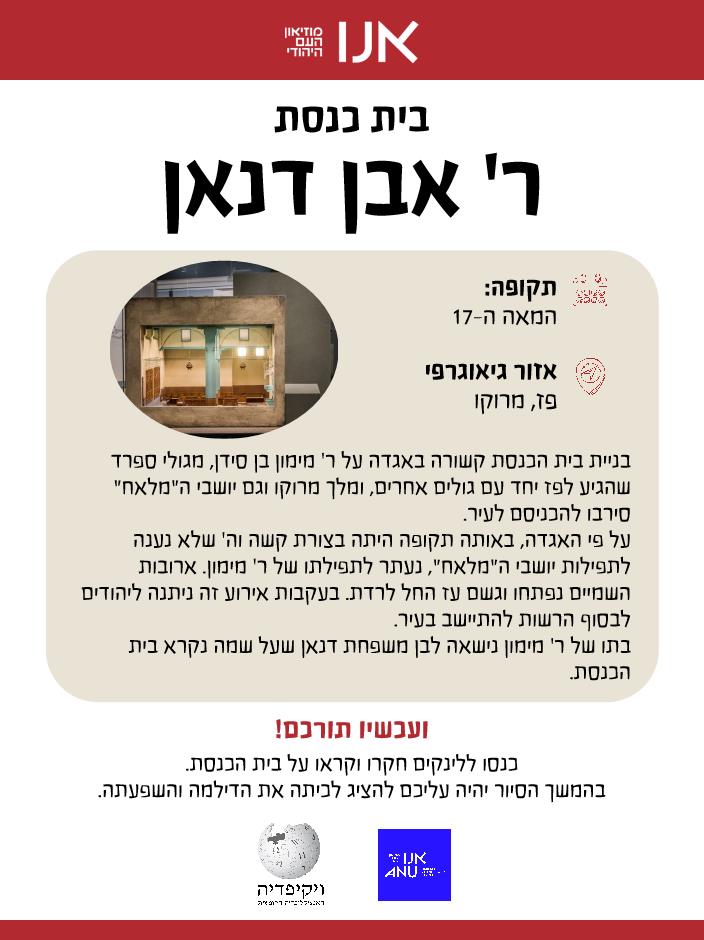 אנו
מוזיאון
העם
היהודי
בית כנסת
ר' אבן דנאן
תקופה:
המאה ה-17
אזור גיאוגרפי
פז, מרוקו
בניית בית הכנסת קשורה באגדה על ר' מימון בן סידן, מגולי ספרד
שהגיע לפז יחד עם גולים אחרים, ומלך מרוקו וגם יושבי ה"מלאח"
סירבו להכניסם לעיר.
על פי האגדה, באותה תקופה היתה בצורת קשה וה' שלא נענה
לתפילות יושבי ה"מלאח", נעתר לתפילתו של ר' מימון. ארובות
השמיים נפתחו וגשם עז החל לרדת. בעקבות אירוע זה ניתנה ליהודים
לבסוף הרשות להתיישב בעיר.
בתו של ר' מימון נישאה לבן משפחת דנאן שעל שמה נקרא בית
הכנסת.
ועכשיו תורכם!
כנסו ללינקים חקרו וקראו על בית הכנסת.
בהמשך הסיור יהיה עליכם להציג לכיתה את הדילמה והשפעתה.
אנו
ANU
ויקיפדיה